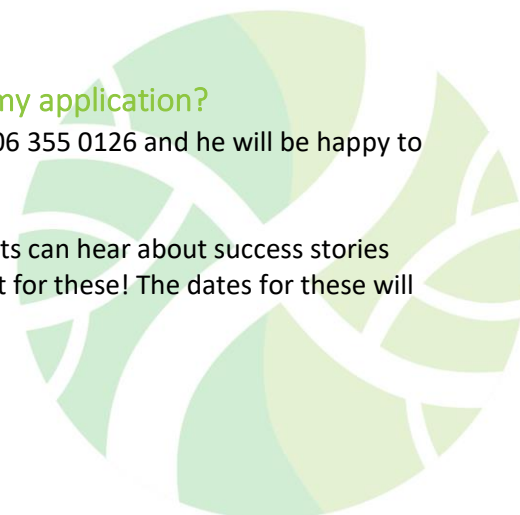 my application?
06 355 0126 and he will be happy to
ts can hear about success stories
t for these! The dates for these will